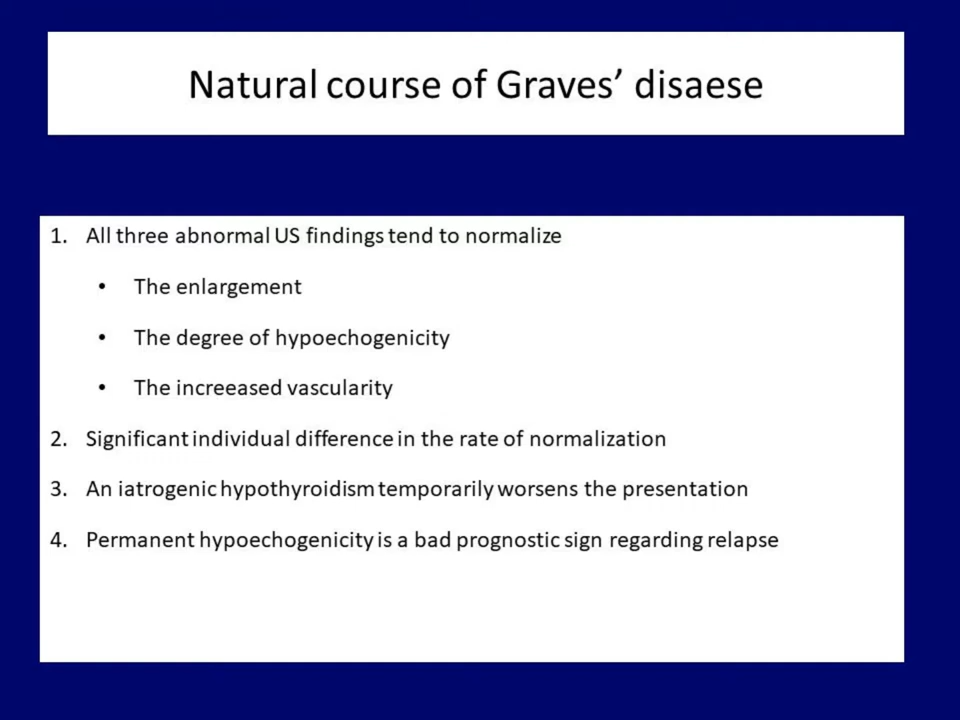 Natural course of Graves’ disaese
1. All three abnormal US findings tend to normalize
• The enlargement
• The degree of hypoechogenicity
• The increeased vascularity
2. Significant individual difference in the rate of normalization
3. An iatrogenic hypothyroidism temporarily worsens the presentation
4. Permanent hypoechogenicity is a bad prognostic sign regarding relapse